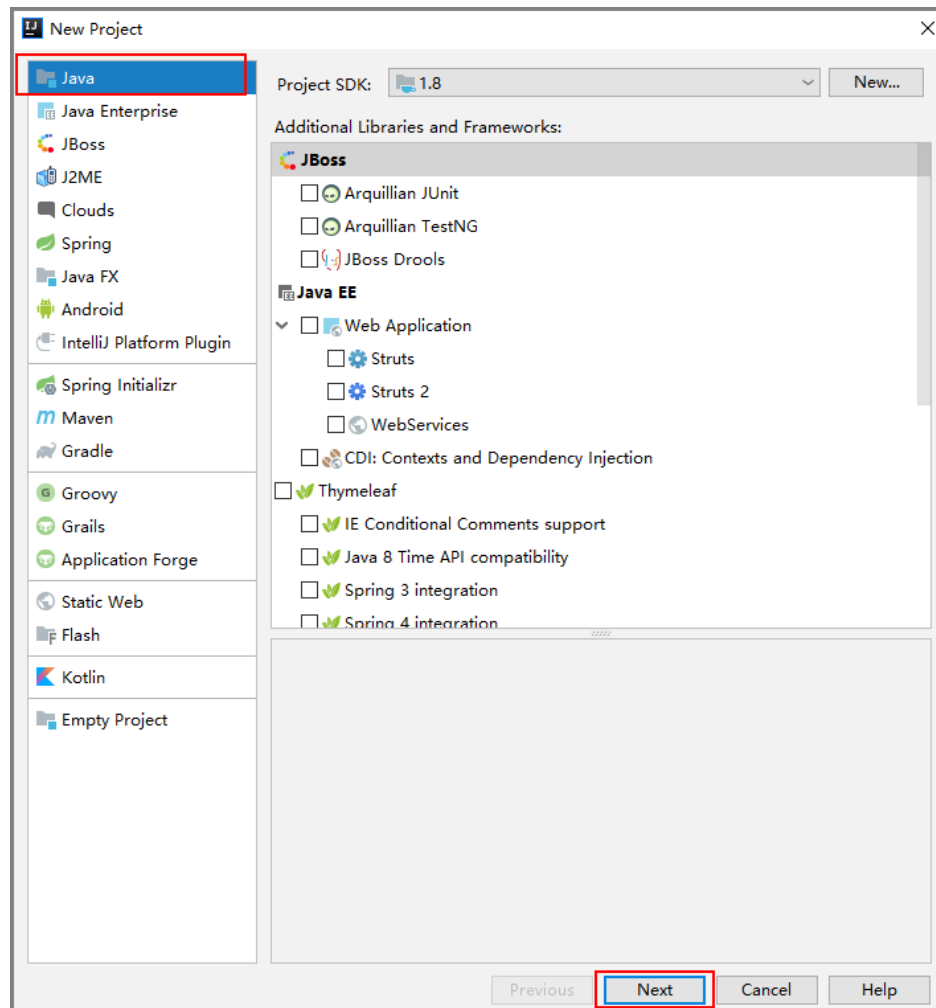 New Project
Java
Java Enterprise
JBoss
J2ME
Clouds
Spring
Java FX
Android
IntelliJ Platform Plugin
Spring Initializr
Maven
Gradle
Groovy
Grails
Application Forge
Static Web
Flash
Kotlin
Empty Project
Project SDK: 1.8 New...
Additional Libraries and Frameworks:
JBoss
Arquillian JUnit
Arquillian TestNG
JBoss Drools
Java EE
Web Application
Struts
Struts 2
WebServices
CDI: Contexts and Dependency Injection
Thymeleaf
IE Conditional Comments support
Java 8 Time API compatibility
Spring 3 integration
Spring 4 integration
Previous Next Cancel Help